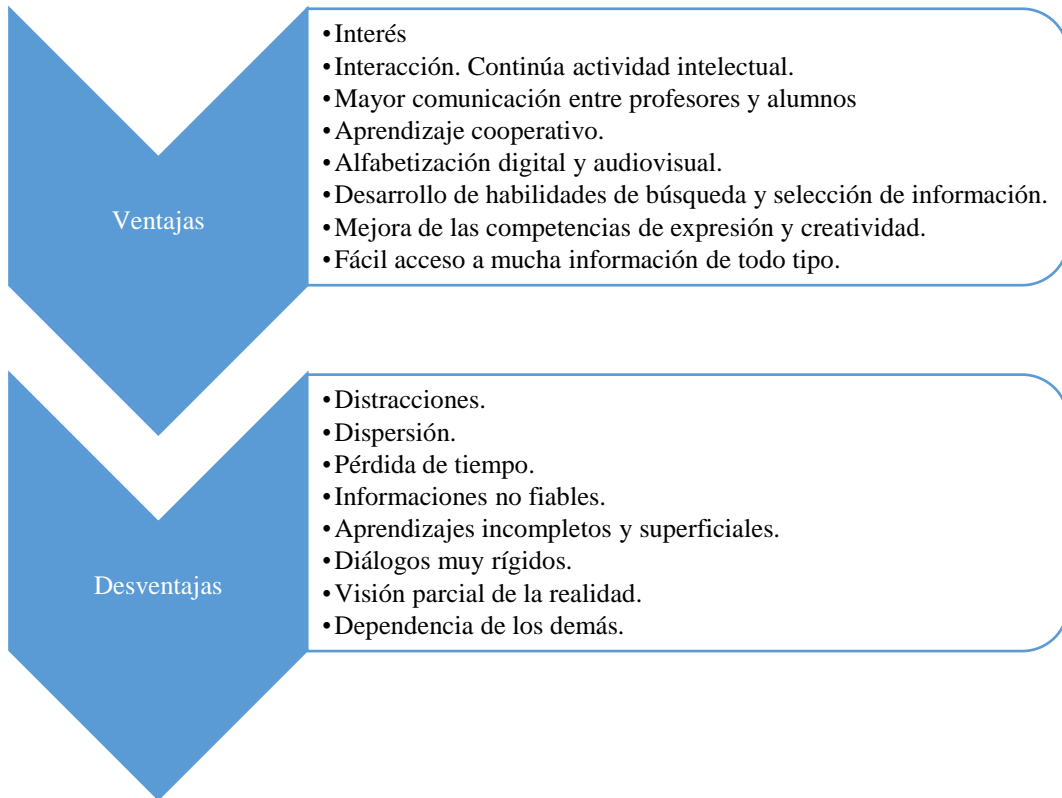 Ventajas
•Interés
•Interacción. Continúa actividad intelectual.
•Mayor comunicación entre profesores y alumnos
•Aprendizaje cooperativo.
•Alfabetización digital y audiovisual.
•Desarrollo de habilidades de búsqueda y selección de información.
•Mejora de las competencias de expresión y creatividad.
•Fácil acceso a mucha información de todo tipo.
Desventajas
•Distracciones.
•Dispersión.
•Pérdida de tiempo.
•Informaciones no fiables.
•Aprendizajes incompletos y superficiales.
•Diálogos muy rígidos.
•Visión parcial de la realidad.
•Dependencia de los demás.